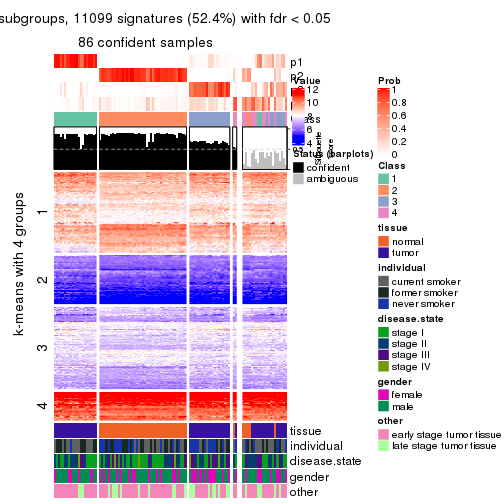 subgroups, 11099 signatures (52.4%) with fdr < 0.05
86 confident samples
p1
p2
k-means with 4 groups
1
2
3
4
Value
12
10
8
6
4
Status (barplots)
confident
ambiguous
Prob
1
0.8
0.6
0.4
0.2
0
Class
1
2
3
4
tissue
normal
tumor
individual
current smoker
former smoker
never smoker
disease.state
stage I
stage II
stage III
stage IV
gender
female
male
other
early stage tumor tissue
late stage tumor tissue
tissue
individual
disease.state
gender
other